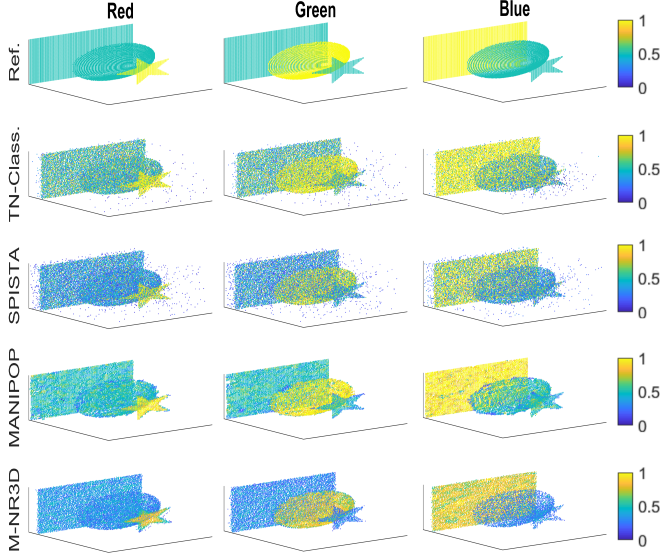 Red Green Blue
Ref.
1
0.5
0
TN-Class.
1
0.5
0
SPISTA
1
0.5
0
MANIPOP
1
0.5
0
M-NR3D
1
0.5
0